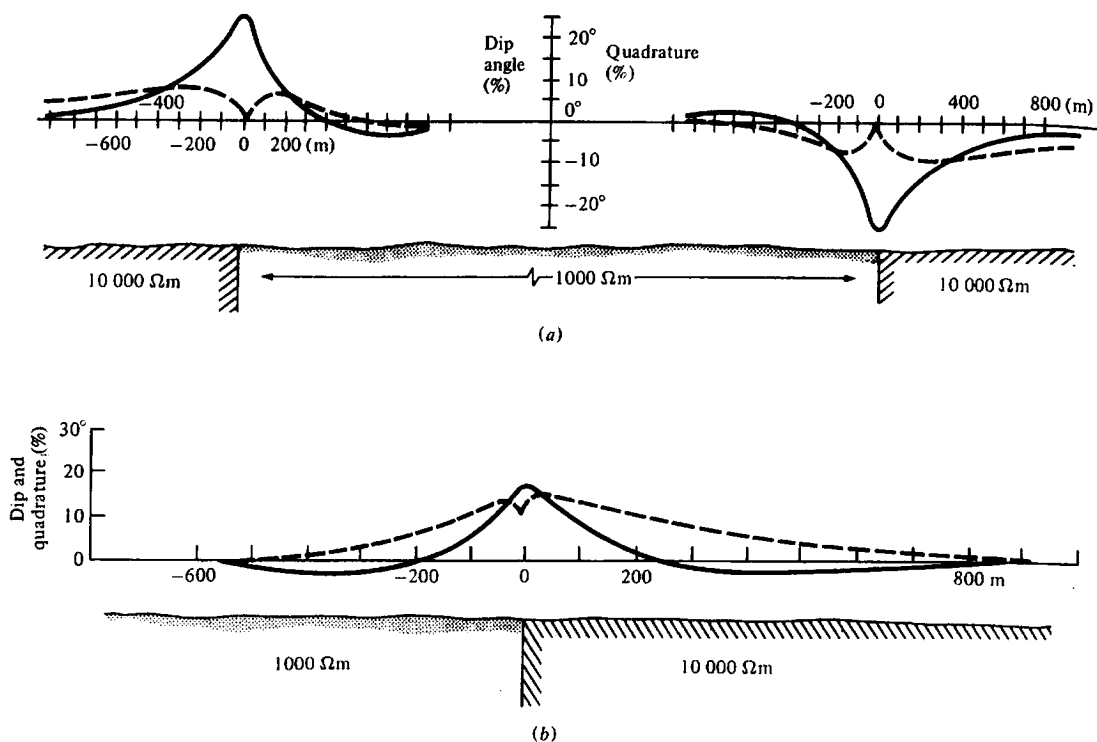 Dip angle (%)
Quadrature (%)
20°
10
0°
-10
-20°
-400
-600 -200 0 200 (m)
-200 0 400 800 (m)
10 000 Ωm
1000 Ωm
10 000 Ωm
(a)
Dip and quadrature (%)
30°
20
10
0
-600 -200 0 200 800 m
1000 Ωm
10 000 Ωm
(b)